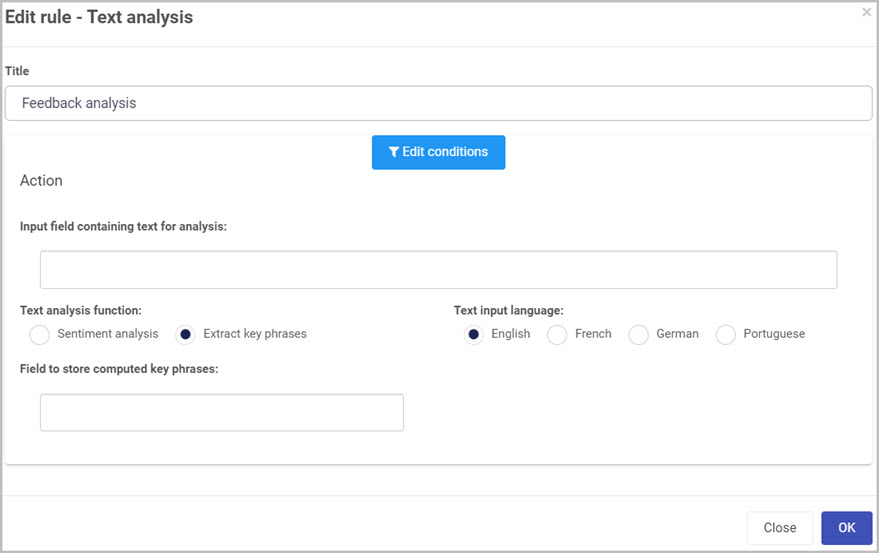 Edit rule - Text analysis
×
Title
Feedback analysis
Edit conditions
Action
Input field containing text for analysis:
Text analysis function:
Text input language:
Sentiment analysis
Extract key phrases
English
French
German
Portuguese
Field to store computed key phrases:
Close
OK